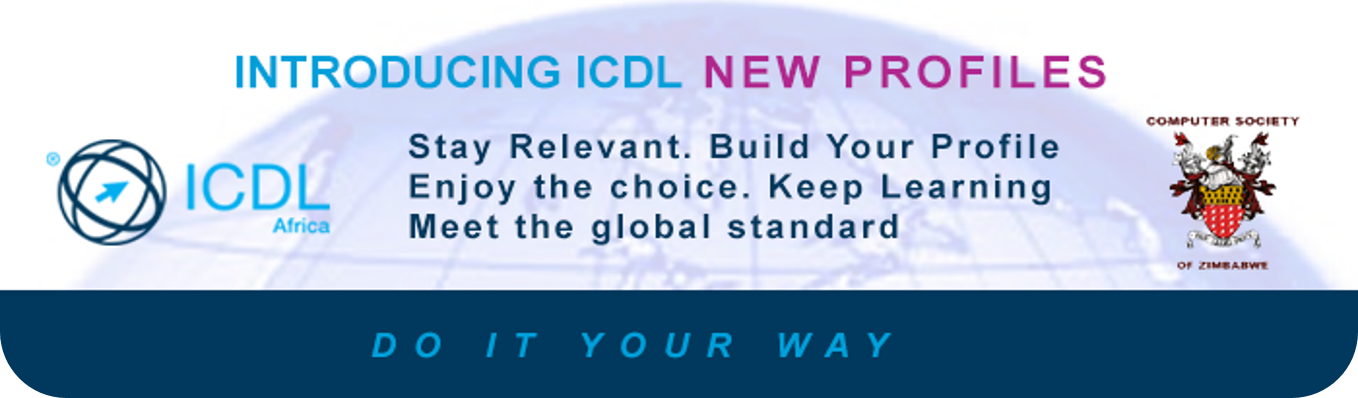 INTRODUCING ICDL NEW PROFILES
Stay Relevant. Build Your Profile
Enjoy the choice. Keep Learning
Meet the global standard
®
ICDL
Africa
COMPUTER SOCIETY
OF ZIMBABWE
DO IT YOUR WAY